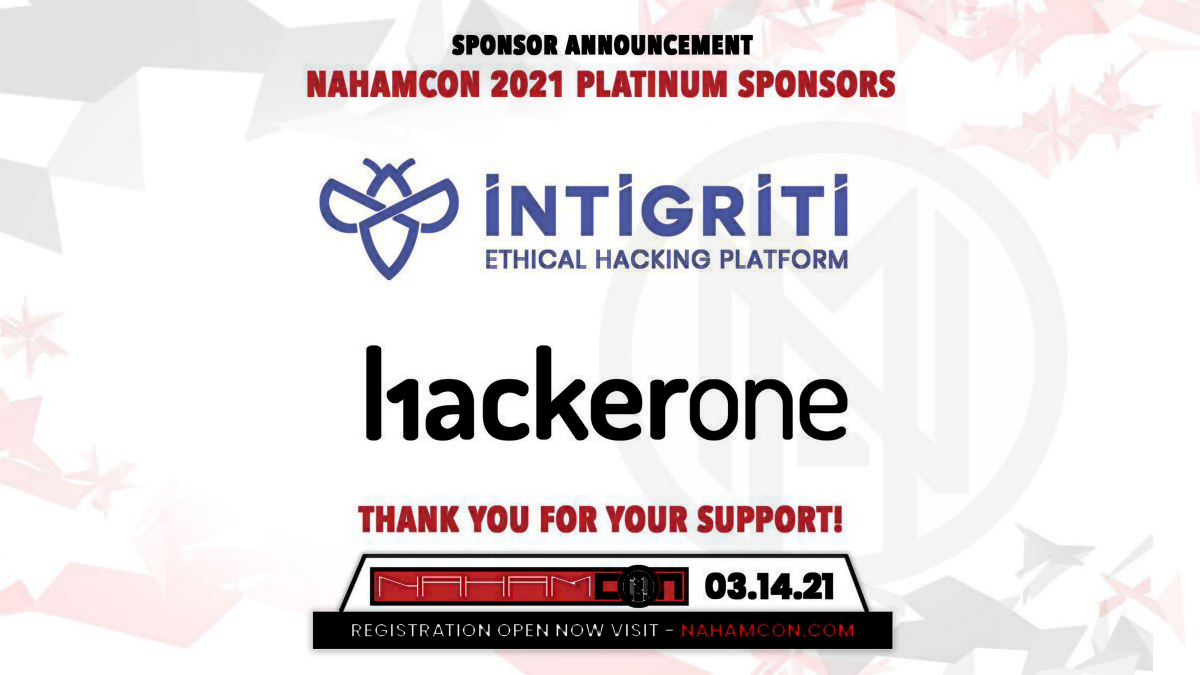 SPONSOR ANNOUNCEMENT
NAHAMCON 2021 PLATINUM SPONSORS
INTIGRITI
ETHICAL HACKING PLATFORM
hackerone
THANK YOU FOR YOUR SUPPORT!
NAHAMCON 03.14.21
REGISTRATION OPEN NOW VISIT - NAHAMCON.COM